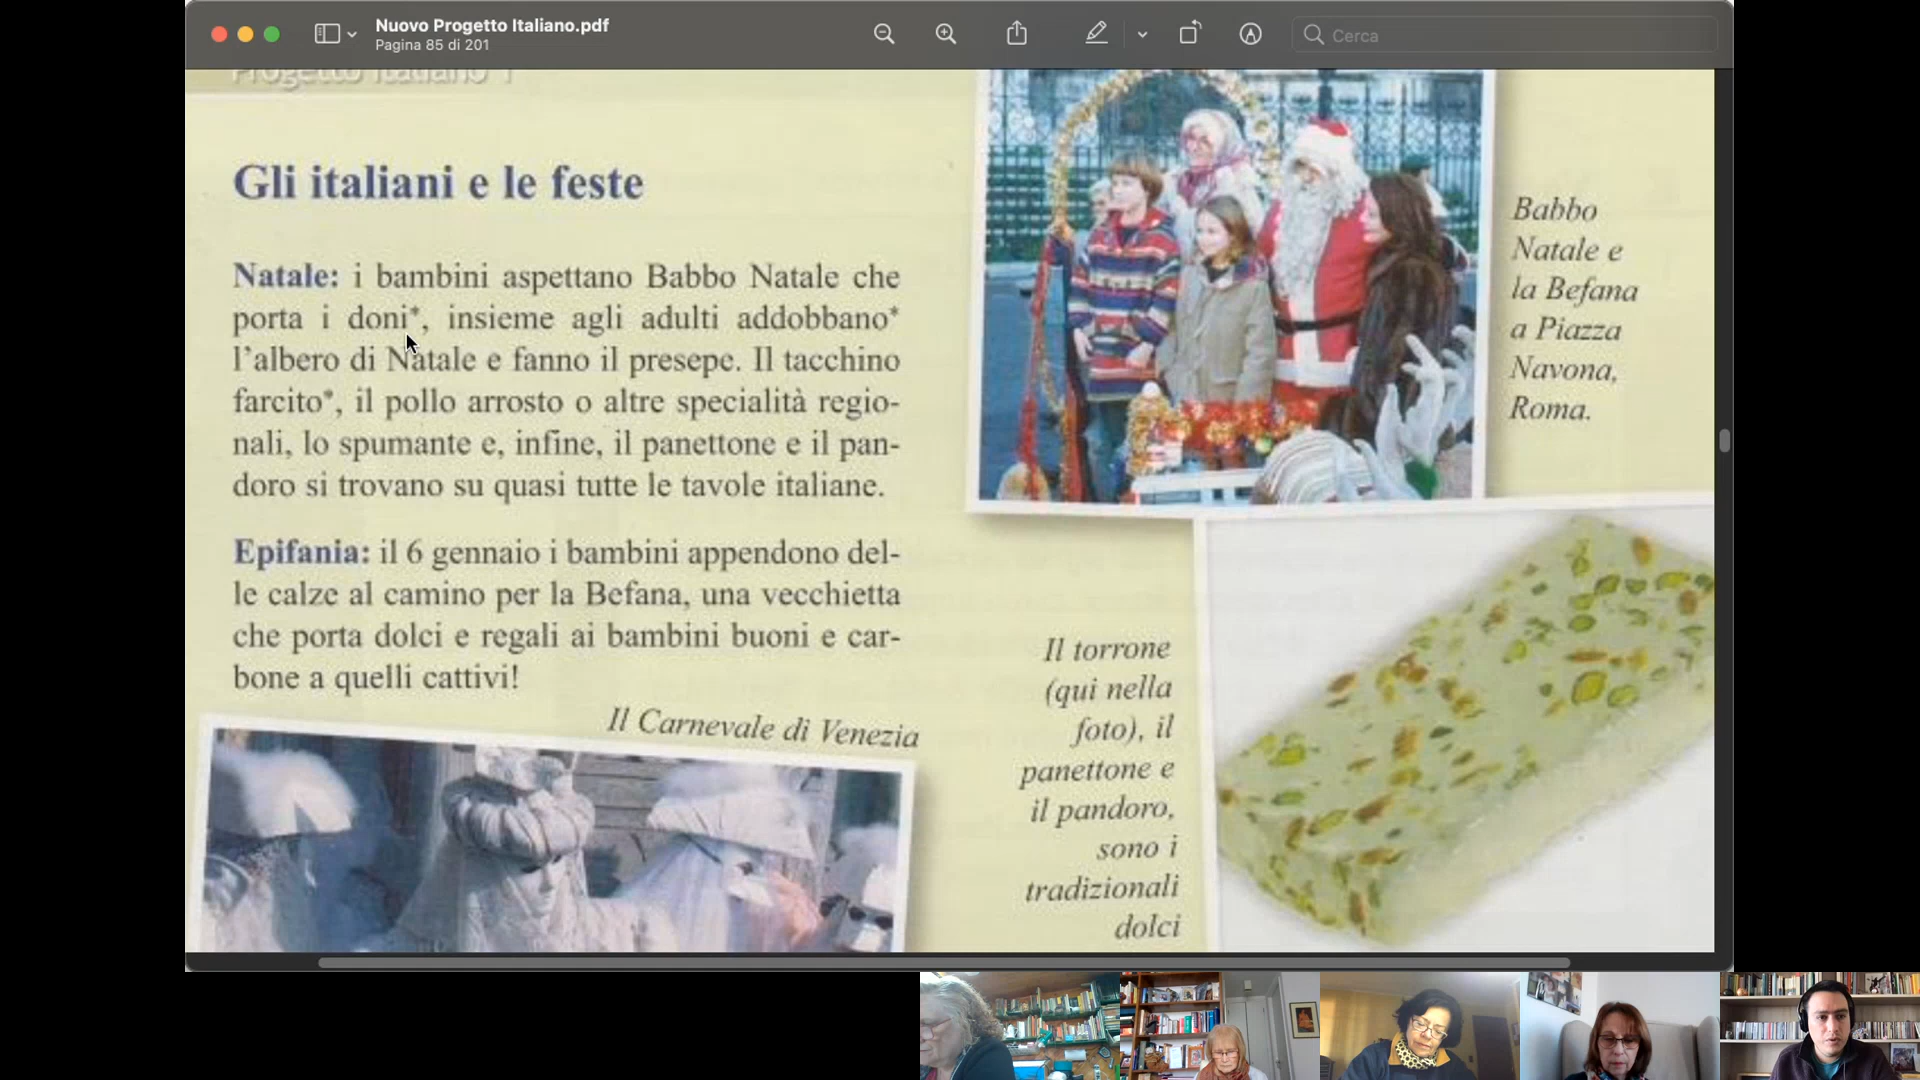 Nuovo Progetto Italiano.pdf
Pagina 85 di 201
Cerca
Progetto Italiano 1
Gli italiani e le feste
Natale: i bambini aspettano Babbo Natale che
porta i doni*, insieme agli adulti addobbano*
l'albero di Natale e fanno il presepe. Il tacchino
farcito*, il pollo arrosto o altre specialità regio-
nali, lo spumante e, infine, il panettone e il pan-
doro si trovano su quasi tutte le tavole italiane.
Epifania: il 6 gennaio i bambini appendono del-
le calze al camino per la Befana, una vecchietta
che porta dolci e regali ai bambini buoni e car-
bone a quelli cattivi!
Il Carnevale di Venezia
Babbo
Natale e
la Befana
a Piazza
Navona,
Roma.
Il torrone
(qui nella
foto), il
panettone e
il pandoro,
sono i
tradizionali
dolci